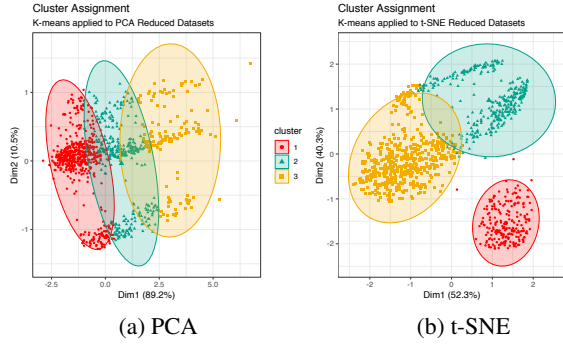 Cluster Assignment
K-means applied to PCA Reduced Datasets
Dim2 (10.5%)
1
0
-1
-2.5
0.0
2.5
5.0
Dim1 (89.2%)
cluster
1
2
3
(a) PCA
Cluster Assignment
K-means applied to t-SNE Reduced Datasets
Dim2 (40.3%)
2
1
0
-1
-2
-2
-1
0
1
2
Dim1 (52.3%)
(b) t-SNE